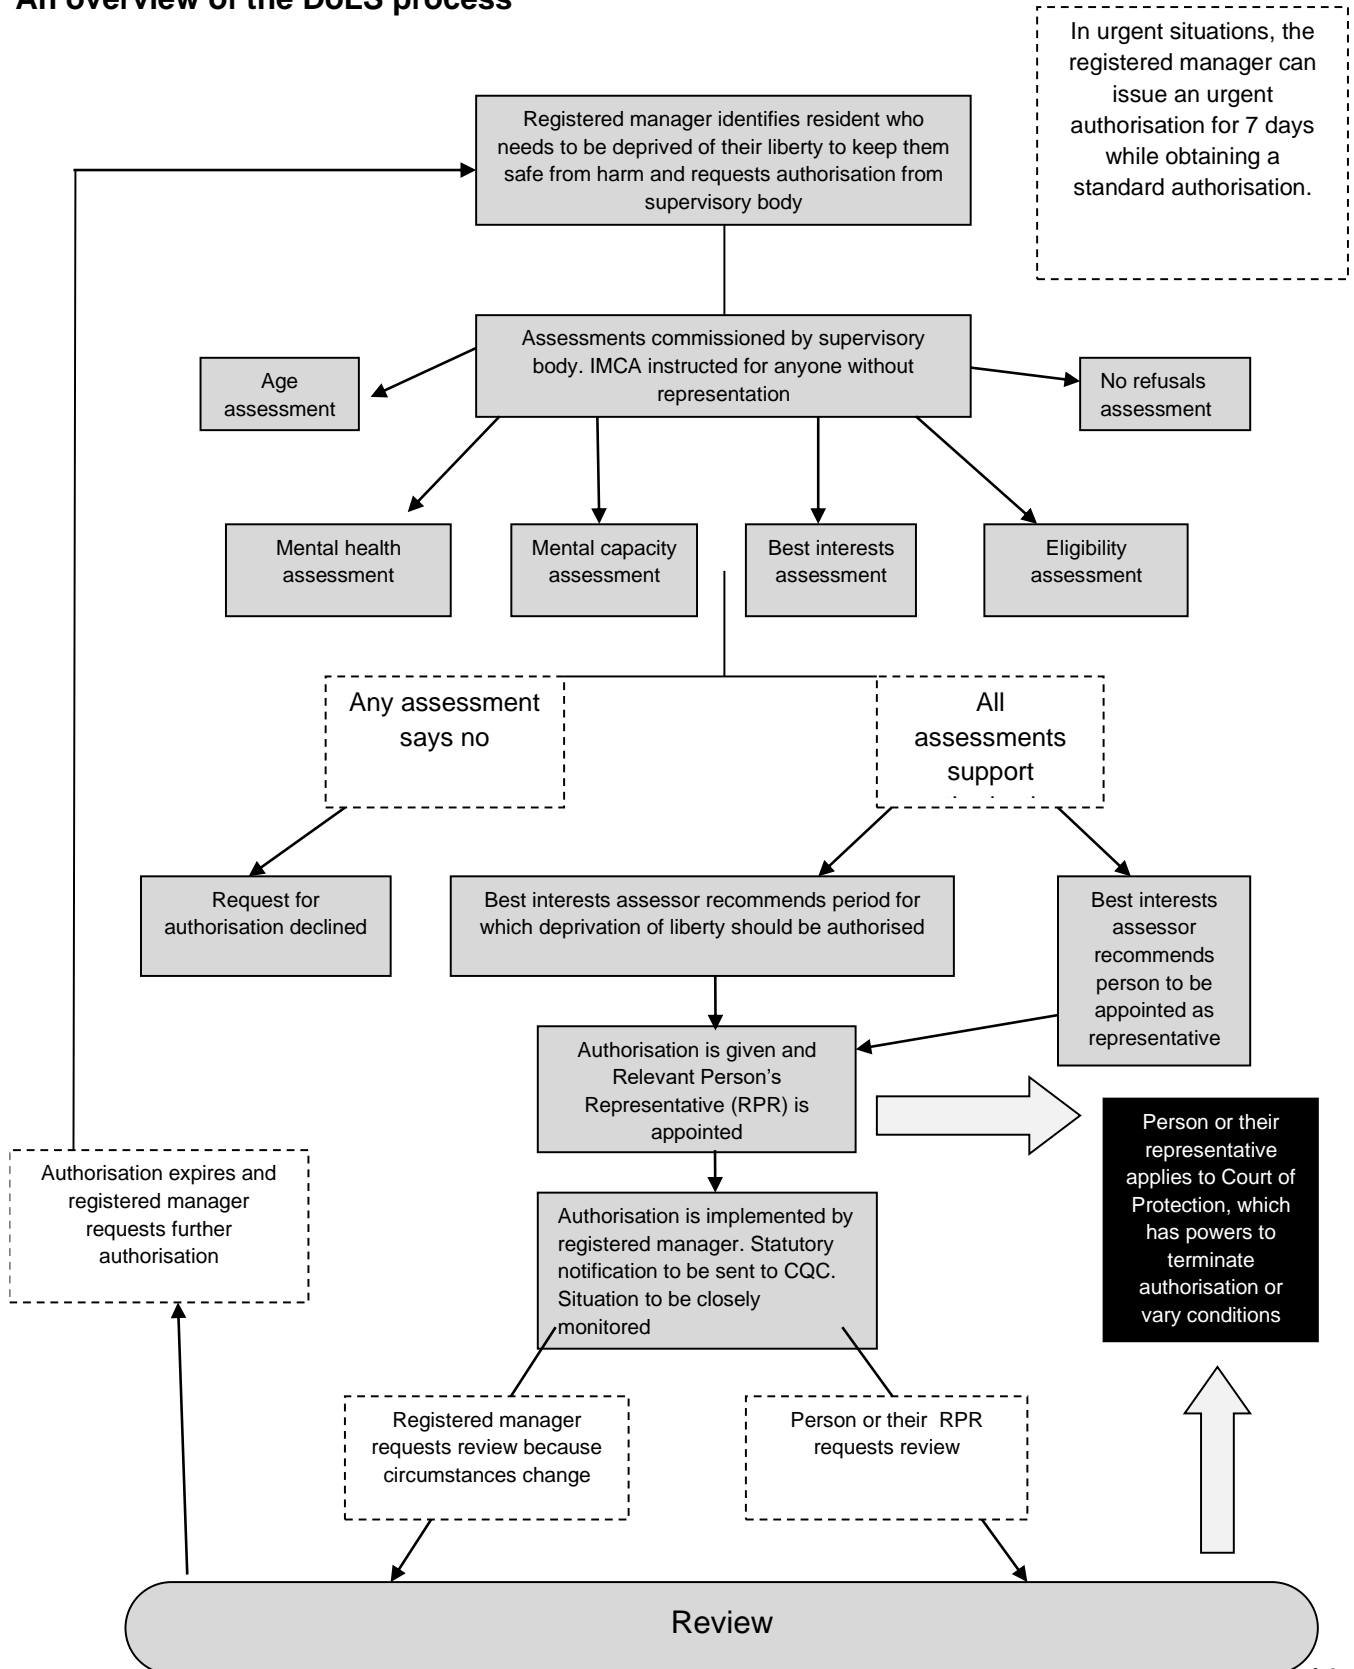 An overview of the DoLS process
In urgent situations, the
registered manager can
issue an urgent
authorisation for 7 days
while obtaining a
standard authorisation.
Registered manager identifies resident who
needs to be deprived of their liberty to keep them
safe from harm and requests authorisation from
supervisory body
Assessments commissioned by supervisory
body. IMCA instructed for anyone without
representation
Age
assessment
No refusals
assessment
Mental health
assessment
Mental capacity
assessment
Best interests
assessment
Eligibility
assessment
Any assessment
says no
All
assessments
support
Request for
authorisation declined
Best interests assessor recommends period for
which deprivation of liberty should be authorised
Best interests
assessor
recommends
person to be
appointed as
representative
Authorisation is given and
Relevant Person’s
Representative (RPR) is
appointed
Person or their
representative
applies to Court of
Protection, which
has powers to
terminate
authorisation or
vary conditions
Authorisation expires and
registered manager
requests further
authorisation
Authorisation is implemented by
registered manager. Statutory
notification to be sent to CQC.
Situation to be closely
monitored
Registered manager
requests review because
circumstances change
Person or their RPR
requests review
Review